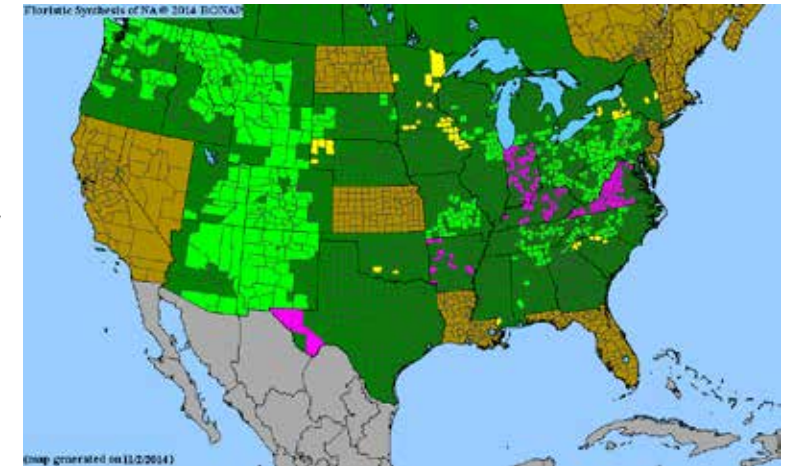 Floristic Synthesis of NA © 2014 BONAP
(map generated on 11/2/2014)